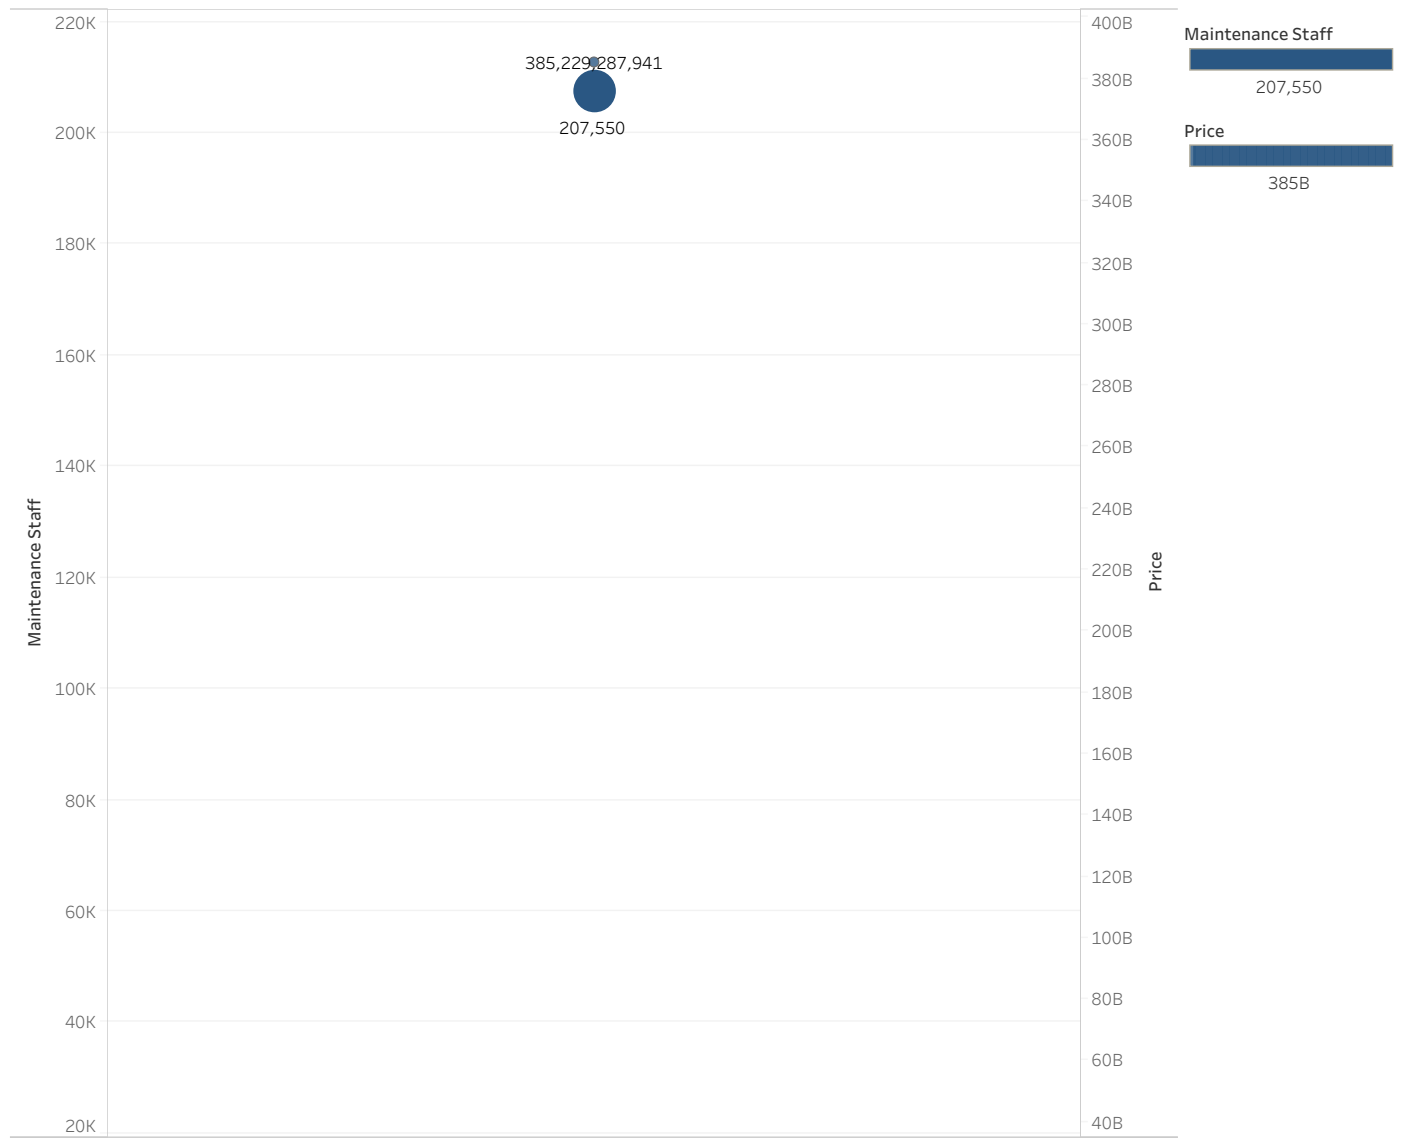 220K
200K
180K
160K
140K
120K
100K
80K
60K
40K
20K
Maintenance Staff
385,229,287,941
207,550
400B
380B
360B
340B
320B
300B
280B
260B
240B
220B
200B
180B
160B
140B
120B
100B
80B
60B
40B
Price
Maintenance Staff
207,550
Price
385B